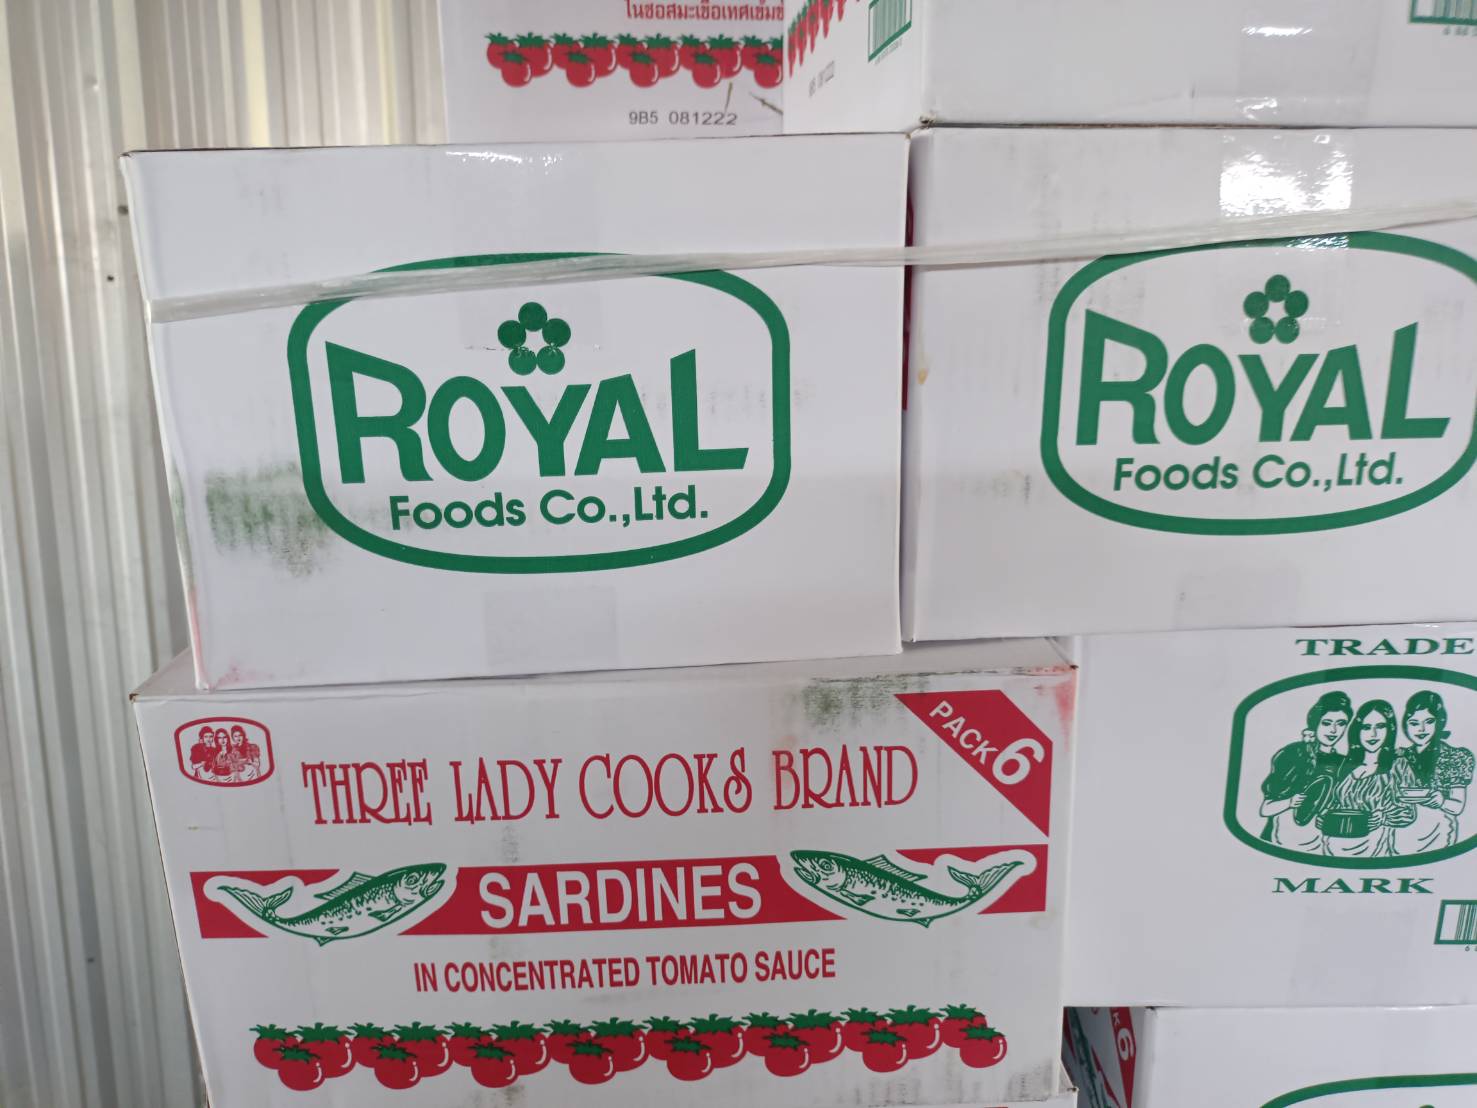 ในซอสมะเขือเทศเข้มข้
9B5 081222
ROYAL
Foods Co.,Ltd.
ROYAL
Foods Co.,Ltd.
THREE LADY COOKS BRAND
PACK 6
SARDINES
IN CONCENTRATED TOMATO SAUCE
TRADE
MARK
6